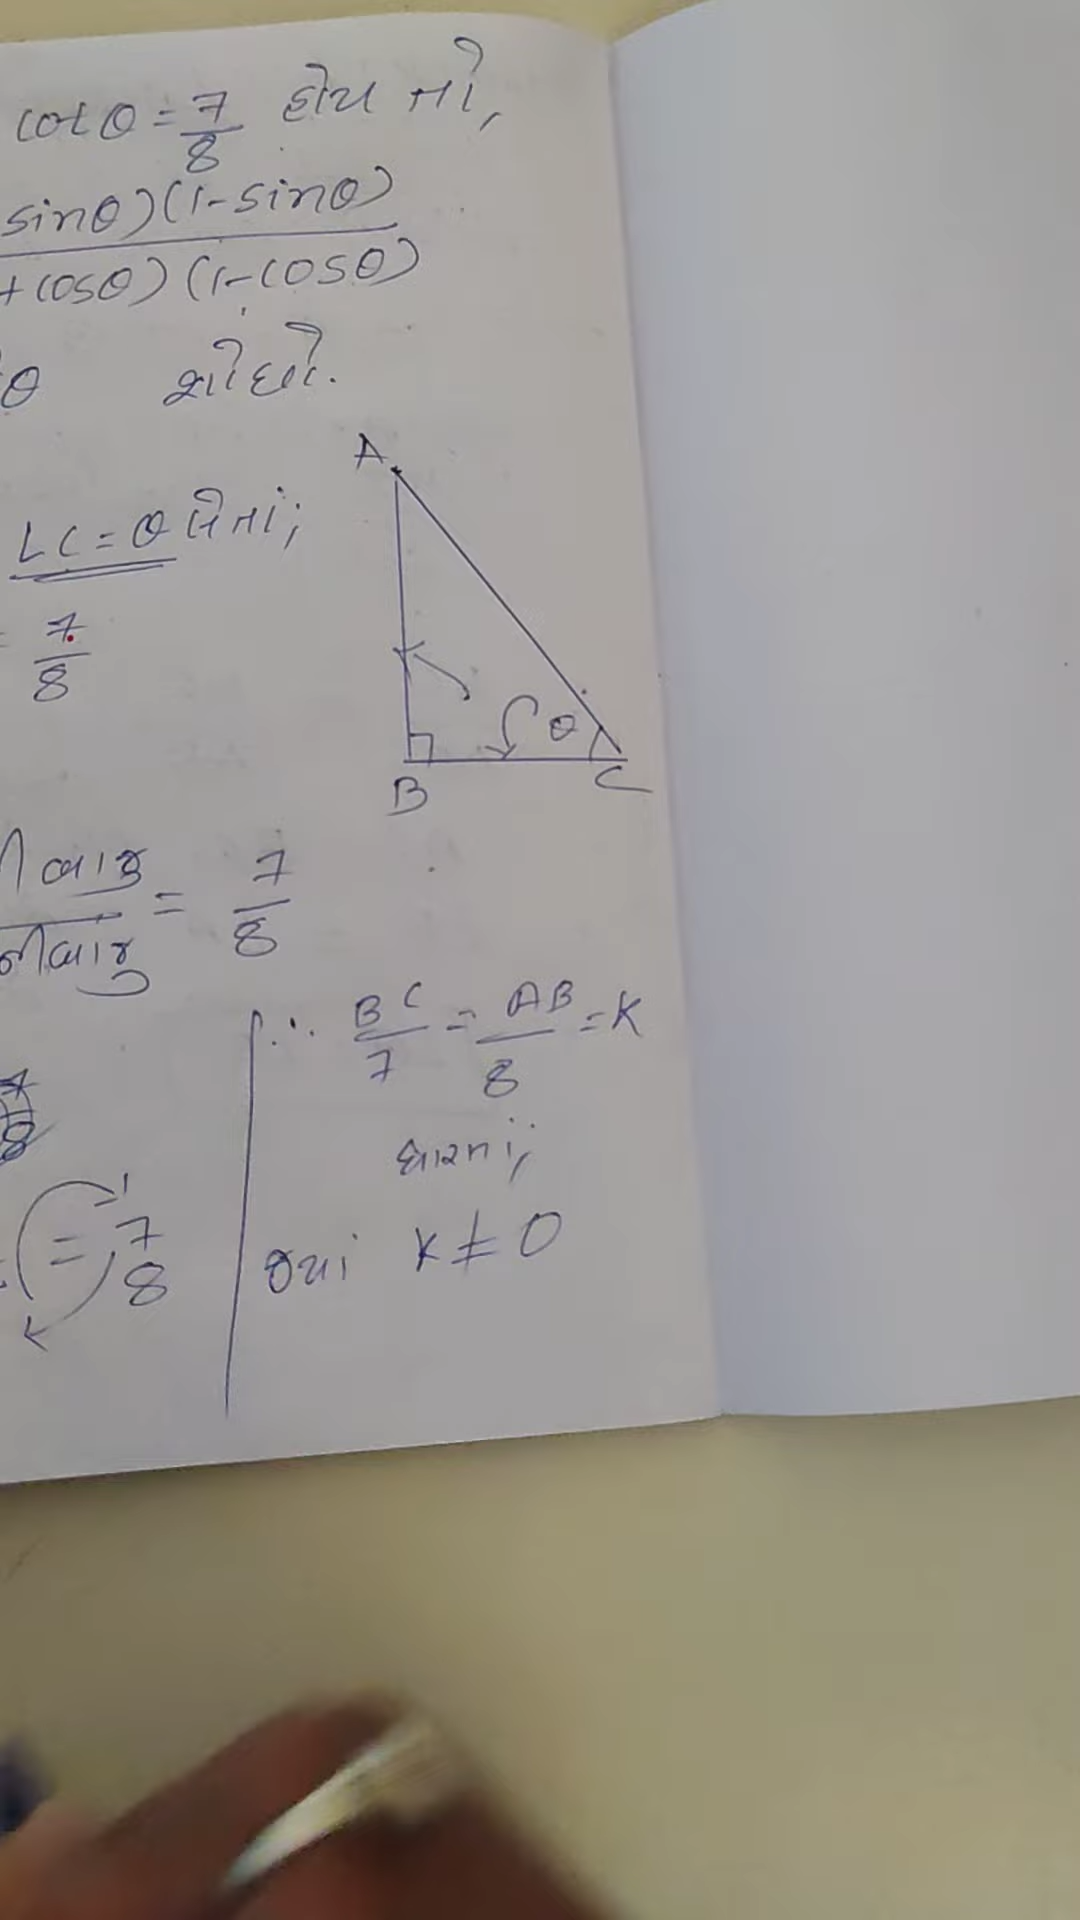 cot θ = 7/8 હોય તો,
sinθ)(1-sinθ)
+cosθ)(1-cosθ)
θ શોધો.
A
∠C = θ લેતાં;
7/8
θ
B C
બાજુ = 7/8
બાજુ
∴ BC/7 = AB/8 = K
ધારતાં;
= 7/8
જ્યાં K ≠ 0